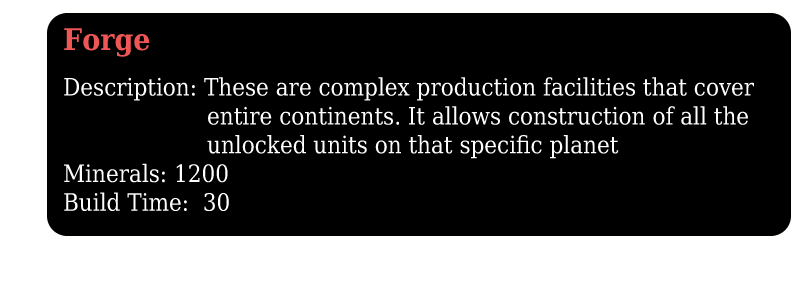 Forge
Description: These are complex production facilities that cover
entire continents. It allows construction of all the
unlocked units on that specific planet
Minerals: 1200
Build Time: 30